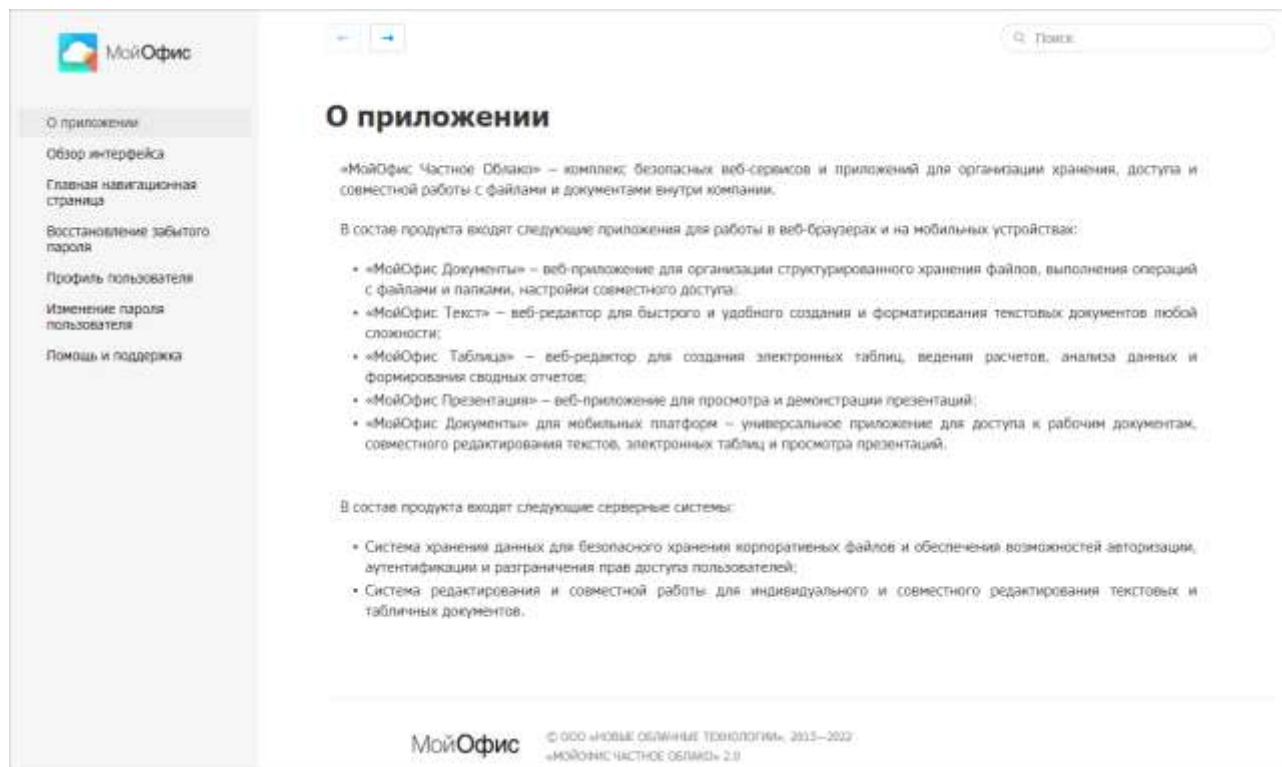 МойОфис
← →
Поиск
О приложении
Обзор интерфейса
Главная навигационная
страница
Восстановление забытого
пароля
Профиль пользователя
Изменение пароля
пользователя
Помощь и поддержка
О приложении
«МойОфис Частное Облако» – комплекс безопасных веб-сервисов и приложений для организации хранения, доступа и
совместной работы с файлами и документами внутри компании.
В состав продукта входят следующие приложения для работы в веб-браузерах и на мобильных устройствах:
• «МойОфис Документы» – веб-приложение для организации структурированного хранения файлов, выполнения операций
с файлами и папками, настройки совместного доступа;
• «МойОфис Текст» – веб-редактор для быстрого и удобного создания и форматирования текстовых документов любой
сложности;
• «МойОфис Таблица» – веб-редактор для создания электронных таблиц, ведения расчетов, анализа данных и
формирования сводных отчетов;
• «МойОфис Презентация» – веб-приложение для просмотра и демонстрации презентаций;
• «МойОфис Документы» для мобильных платформ – универсальное приложение для доступа к рабочим документам,
совместного редактирования текстов, электронных таблиц и просмотра презентаций.
В состав продукта входят следующие серверные системы:
• Система хранения данных для безопасного хранения корпоративных файлов и обеспечения возможностей авторизации,
аутентификации и разграничения прав доступа пользователей;
• Система редактирования и совместной работы для индивидуального и совместного редактирования текстовых и
табличных документов.
МойОфис
© ООО «НОВЫЕ ОБЛАЧНЫЕ ТЕХНОЛОГИИ», 2013—2022
«МОЙОФИС ЧАСТНОЕ ОБЛАКО» 2.0